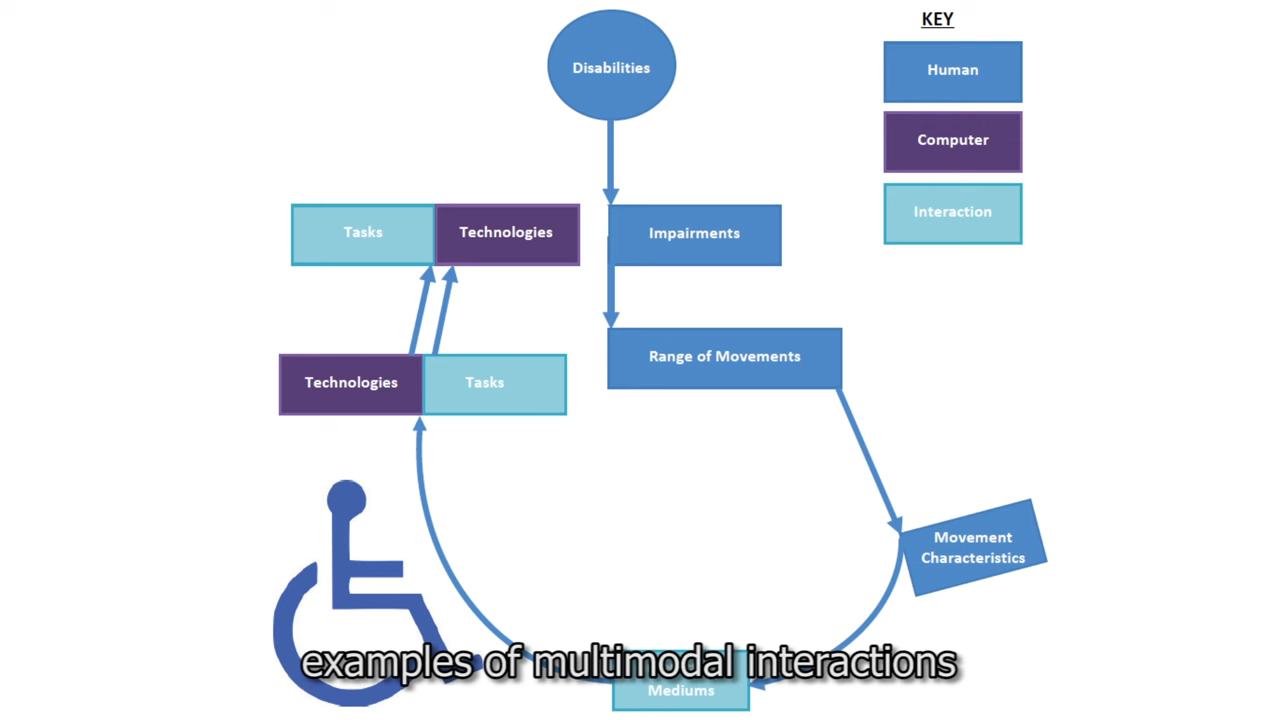 KEY
Disabilities
Human
Computer
Interaction
Tasks
Technologies
Impairments
Range of Movements
Technologies
Tasks
Movement
Characteristics
examples of multimodal interactions
Mediums